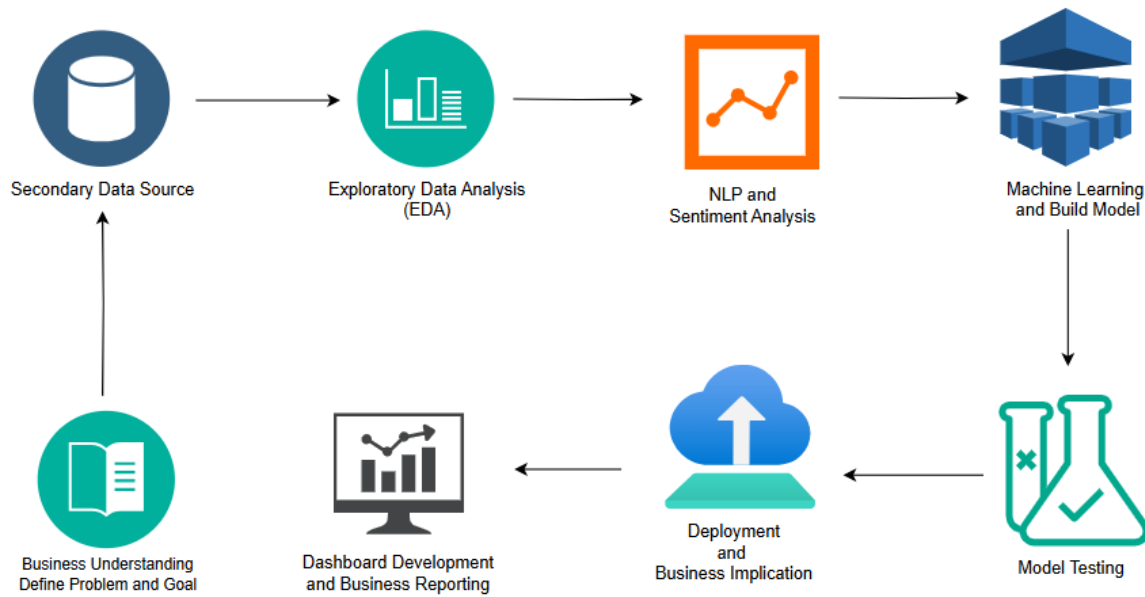 Secondary Data Source
Exploratory Data Analysis
(EDA)
NLP and
Sentiment Analysis
Machine Learning
and Build Model
Business Understanding
Define Problem and Goal
Dashboard Development
and Business Reporting
Deployment
and
Business Implication
Model Testing